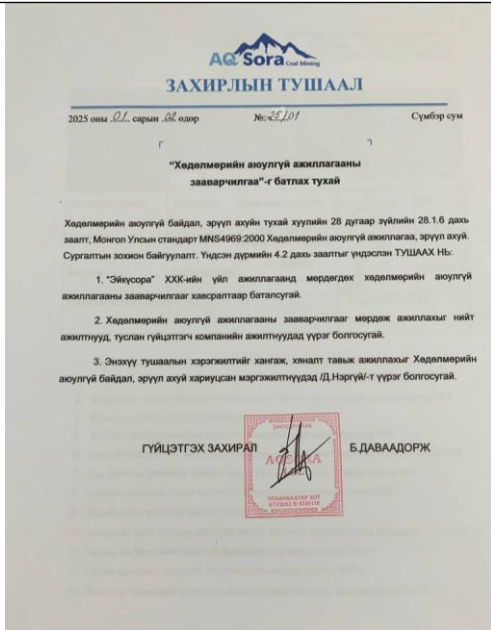 AQ Sora
Coal Mining
ЗАХИРЛЫН ТУШААЛ
2025 оны 01 сарын 02 өдөр №: 25/01 Сүмбэр сум
"Хөдөлмөрийн аюулгүй ажиллагааны
зааварчилгаа"-г батлах тухай
Хөдөлмөрийн аюулгүй байдал, эрүүл ахуйн тухай хуулийн 28 дугаар зүйлийн 28.1.6 дахь
заалт, Монгол Улсын стандарт MNS4969:2000 Хөдөлмөрийн аюулгүй ажиллагаа, эрүүл ахуй.
Сургалтын зохион байгуулалт. Үндсэн дүрмийн 4.2 дахь заалтыг үндэслэн ТУШААХ НЬ:
1. "Эйкүсора" ХХК-ийн үйл ажиллагаанд мөрдөгдөх хөдөлмөрийн аюулгүй
ажиллагааны зааварчилгааг хавсралтаар баталсугай.
2. Хөдөлмөрийн аюулгүй ажиллагааны зааварчилгааг мөрдөж ажиллахыг нийт
ажилтнууд, туслан гүйцэтгэгч компанийн ажилтнуудад үүрэг болгосугай.
3. Энэхүү тушаалын хэрэгжилтийг хангаж, хяналт тавьж ажиллахыг Хөдөлмөрийн
аюулгүй байдал, эрүүл ахуй хариуцсан мэргэжилтнүүдэд /Д.Нэргүй/-т үүрэг болгосугай.
ГҮЙЦЭТГЭХ ЗАХИРАЛ Б.ДАВААДОРЖ
AQSORA
УЛААНБААТАР ХОТ